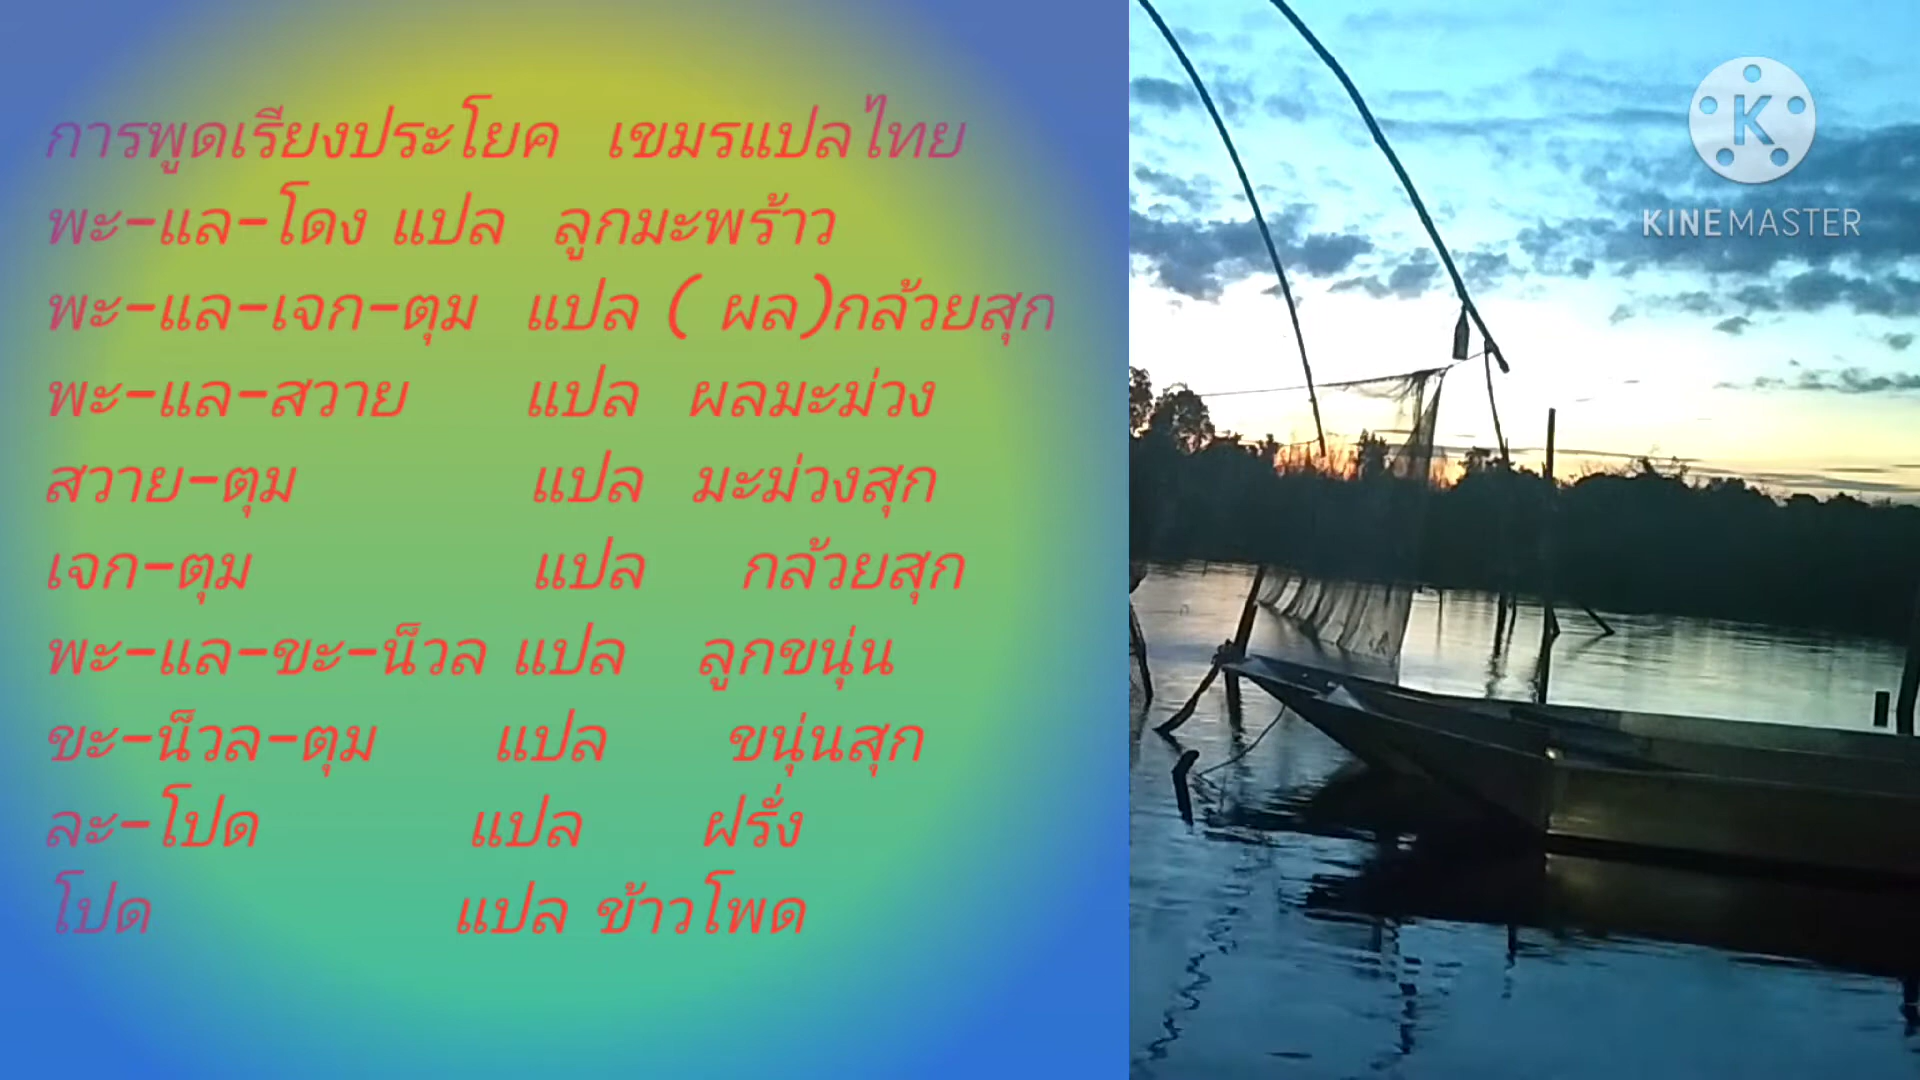 การพูดเรียงประโยค เขมรแปลไทย
พะ-แล-โดง แปล ลูกมะพร้าว
พะ-แล-เจก-ตุม แปล ( ผล)กล้วยสุก
พะ-แล-สวาย แปล ผลมะม่วง
สวาย-ตุม แปล มะม่วงสุก
เจก-ตุม แปล กล้วยสุก
พะ-แล-ขะ-น็วล แปล ลูกขนุ่น
ขะ-น็วล-ตุม แปล ขนุ่นสุก
ละ-โปด แปล ฝรั่ง
โปด แปล ข้าวโพด
K
KINEMASTER